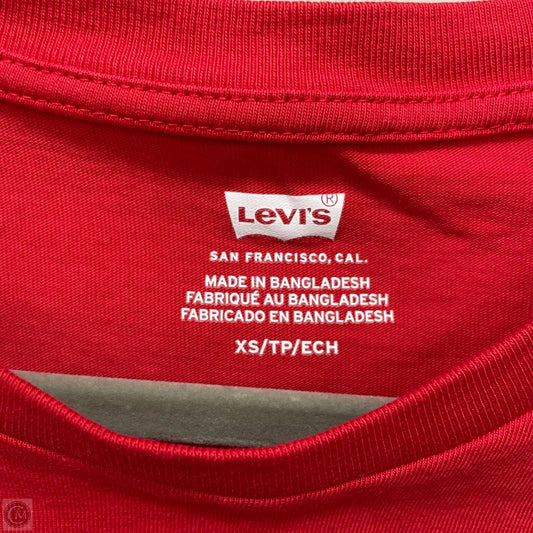 Levi's®
SAN FRANCISCO, CAL.
MADE IN BANGLADESH
FABRIQUÉ AU BANGLADESH
FABRICADO EN BANGLADESH
XS/TP/ECH